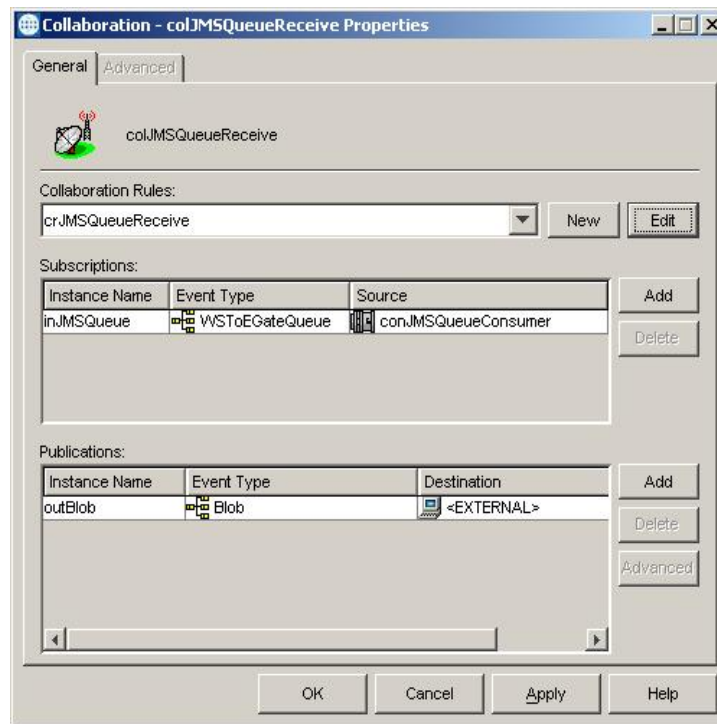 Collaboration - colJMSQueueReceive Properties
General Advanced
colJMSQueueReceive
Collaboration Rules:
crJMSQueueReceive New Edit
Subscriptions:
Instance Name Event Type Source Add
inJMSQueue WSToEGateQueue conJMSQueueConsumer
Delete
Publications:
Instance Name Event Type Destination Add
outBlob Blob <EXTERNAL>
Delete
Advanced
OK Cancel Apply Help